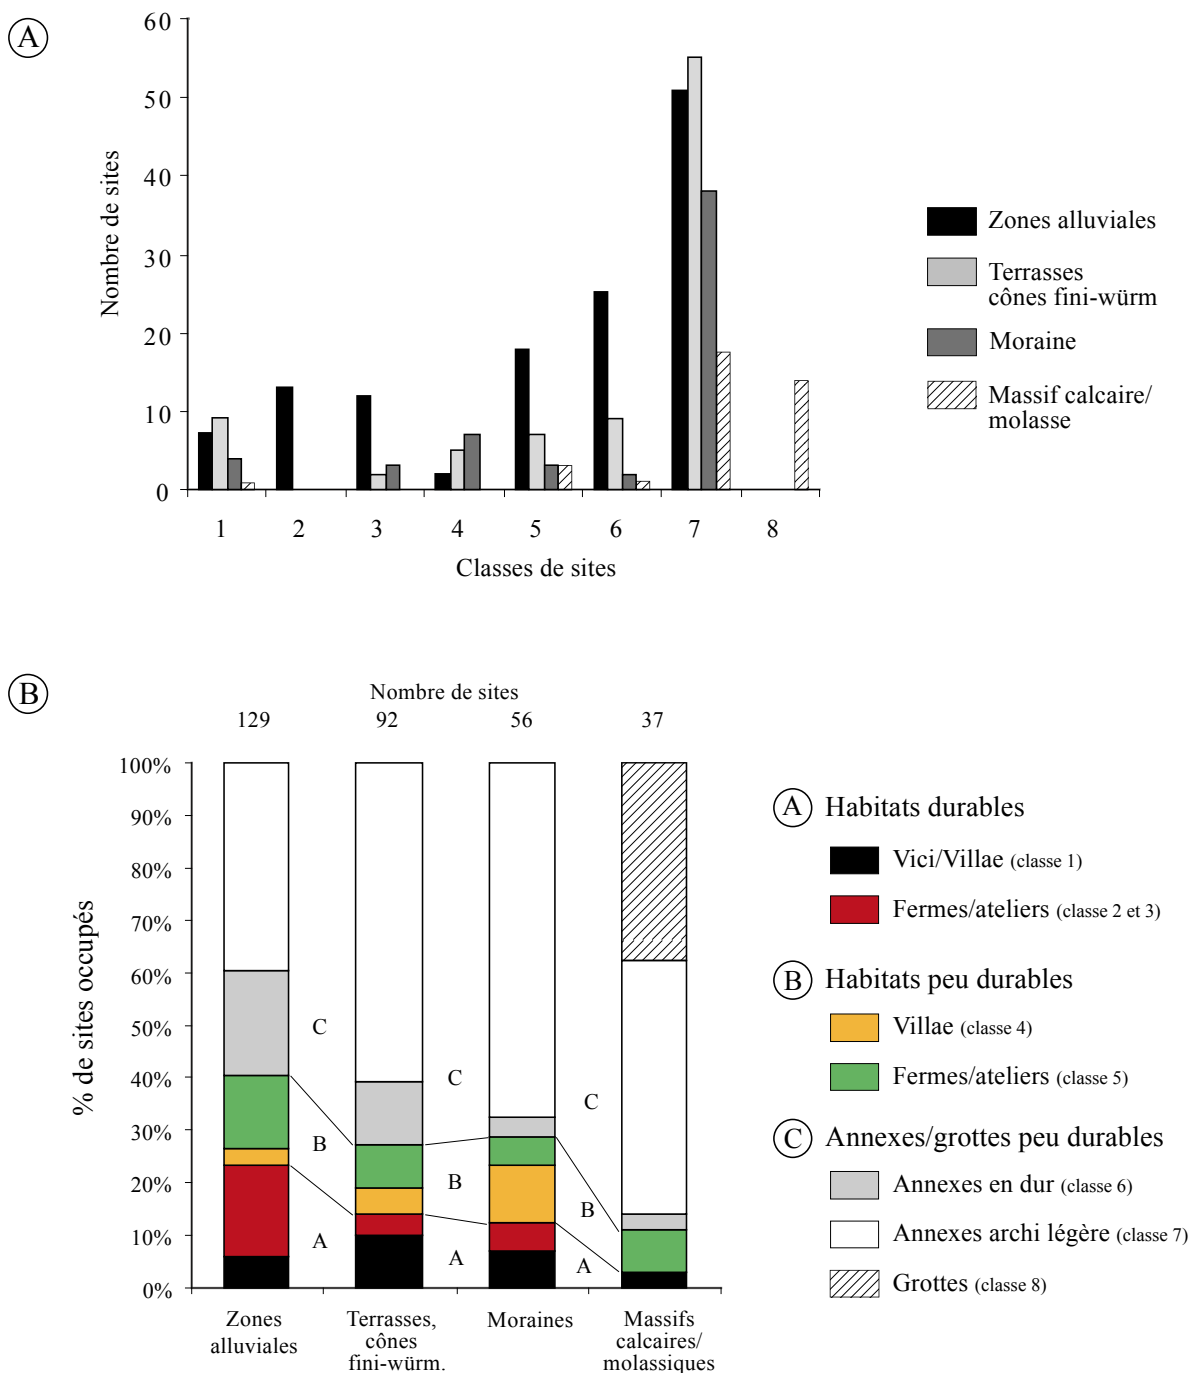 A
Nombre de sites
60
50
40
30
20
10
0
1 2 3 4 5 6 7 8
Classes de sites
Zones alluviales
Terrasses
cônes fini-würm
Moraine
Massif calcaire/
molasse
B
Nombre de sites
129 92 56 37
% de sites occupés
100%
90%
80%
70%
60%
50%
40%
30%
20%
10%
0%
C
B
A
C
B
A
C
B
A
Zones
alluviales
Terrasses,
cônes
fini-würm.
Moraines
Massifs
calcaires/
molassiques
A Habitats durables
Vici/Villae (classe 1)
Fermes/ateliers (classe 2 et 3)
B Habitats peu durables
Villae (classe 4)
Fermes/ateliers (classe 5)
C Annexes/grottes peu durables
Annexes en dur (classe 6)
Annexes archi légère (classe 7)
Grottes (classe 8)